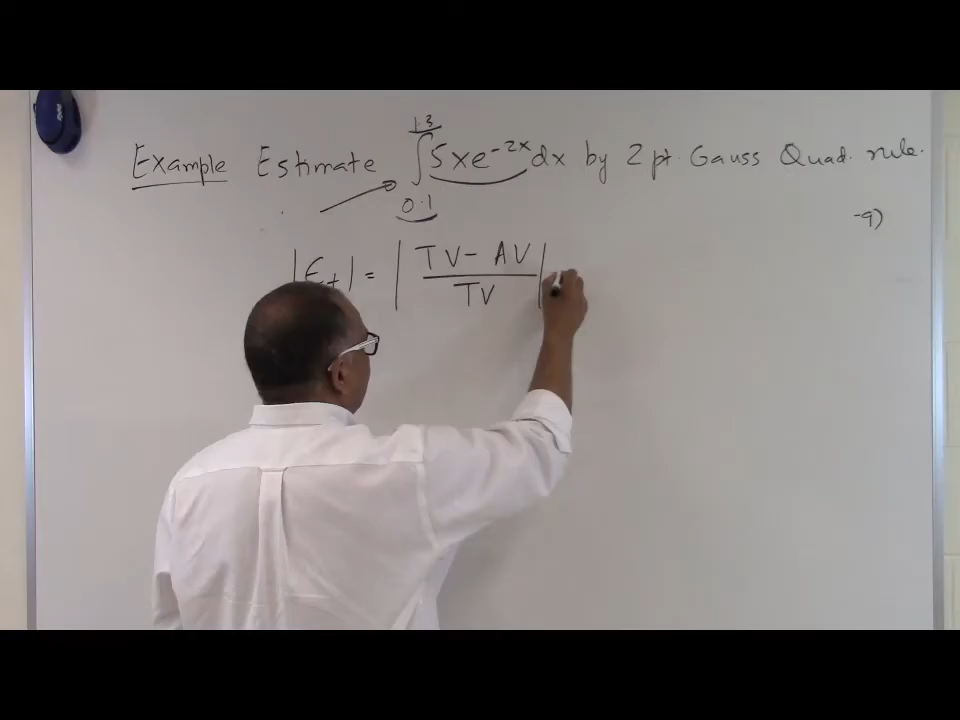 Example Estimate ∫_{0.1}^{1.3} 5xe^{-2x} dx by 2 pt. Gauss Quad. rule.
-9)
|E_t| = | (TV - AV) / TV |